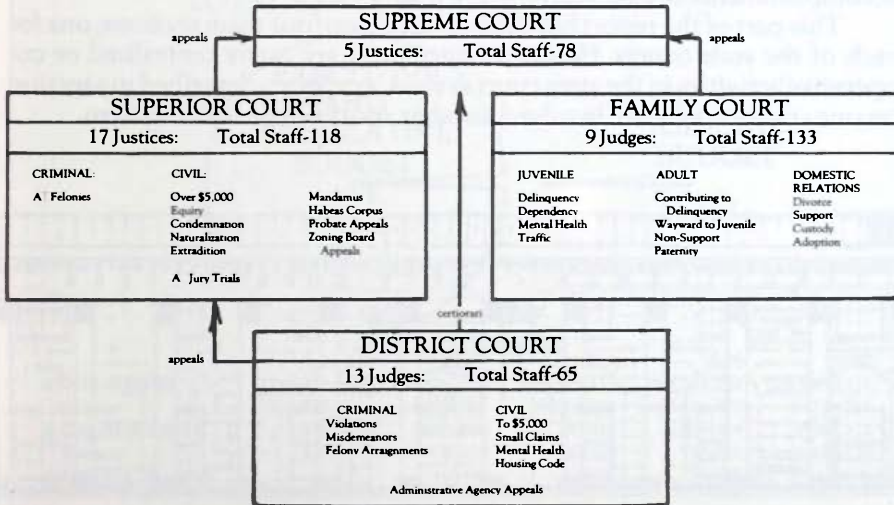 SUPREME COURT
5 Justices: Total Staff-78
appeals
appeals
SUPERIOR COURT
17 Justices: Total Staff-118
CRIMINAL:
A Felonies
CIVIL:
Over $5,000
Equity
Condemnation
Naturalization
Extradition
A Jury Trials
Mandamus
Habeas Corpus
Probate Appeals
Zoning Board
Appeals
FAMILY COURT
9 Judges: Total Staff-133
JUVENILE
Delinquency
Dependency
Mental Health
Traffic
ADULT
Contributing to
Delinquency
Wayward to Juvenile
Non-Support
Paternity
DOMESTIC
RELATIONS
Divorce
Support
Custody
Adoption
certiorari
appeals
DISTRICT COURT
13 Judges: Total Staff-65
CRIMINAL
Violations
Misdemeanors
Felony Arraignments
CIVIL
To $5,000
Small Claims
Mental Health
Housing Code
Administrative Agency Appeals